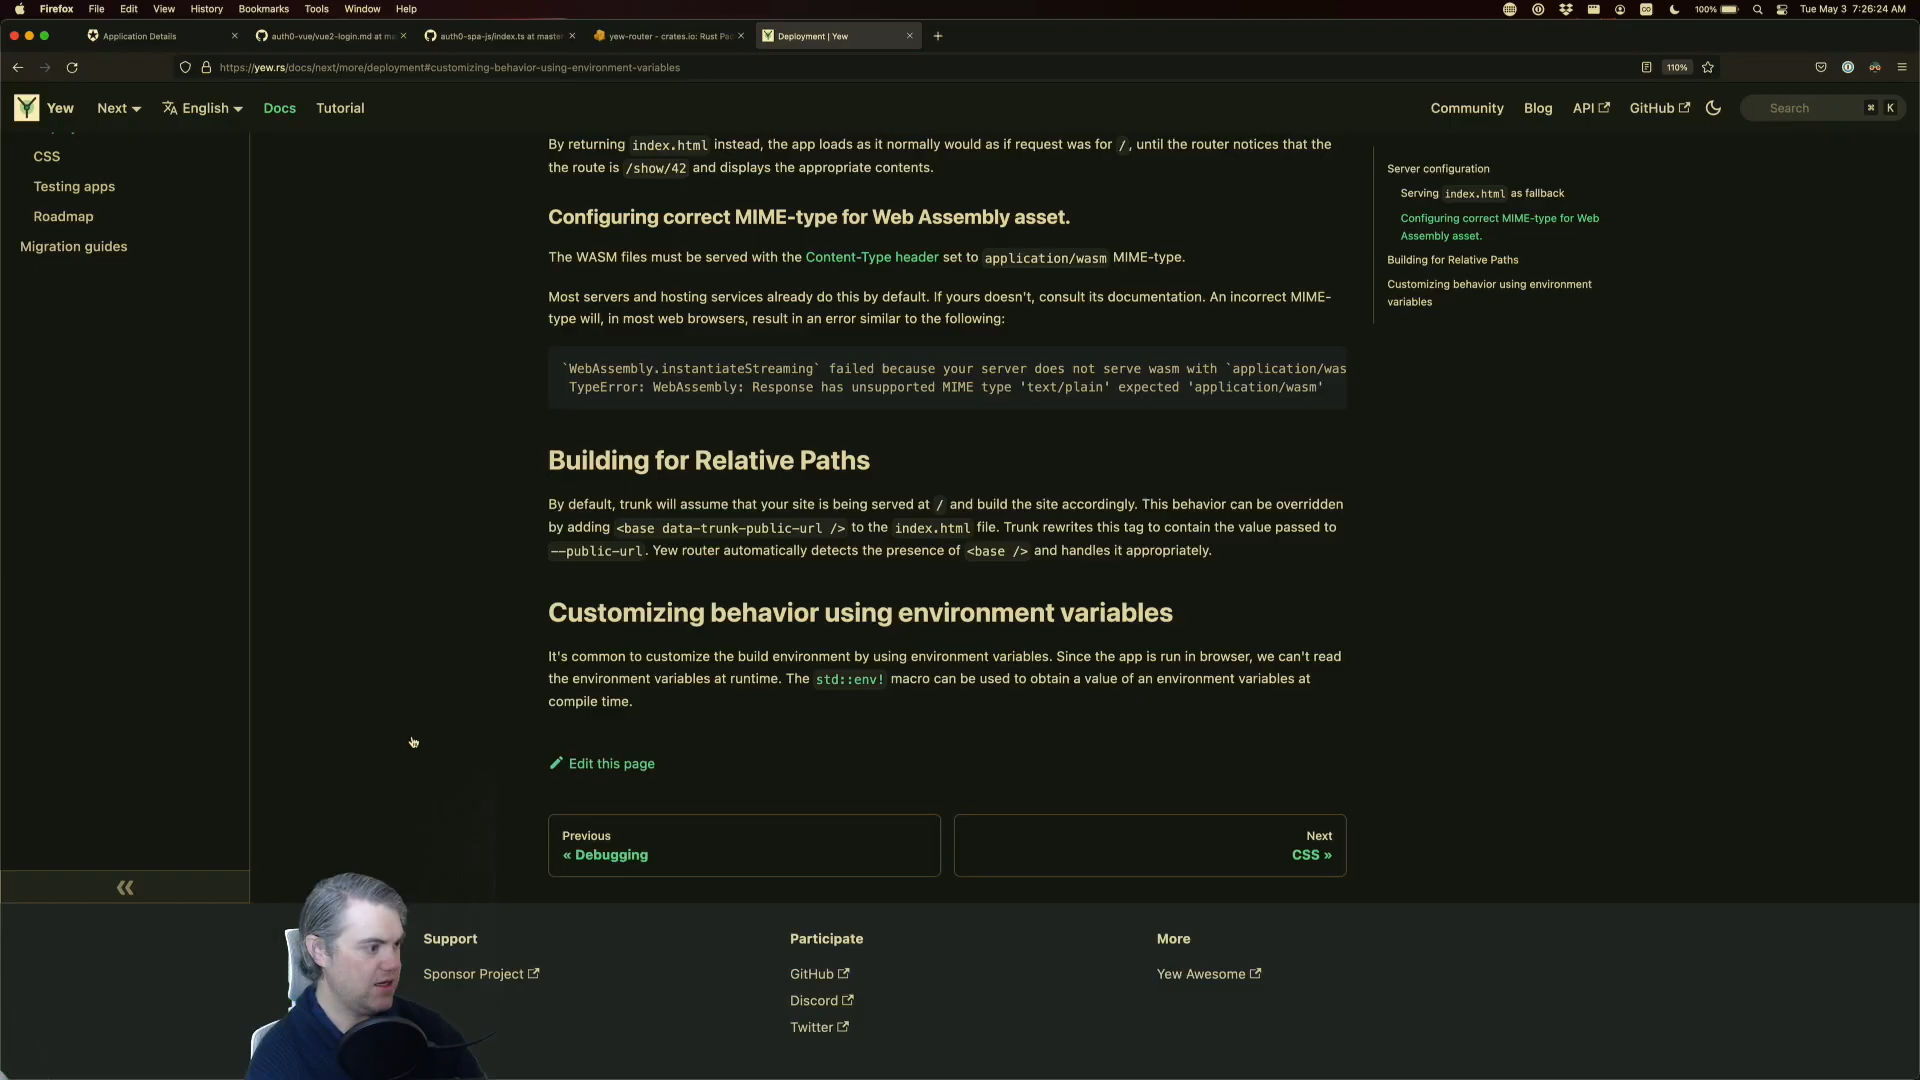 Firefox File Edit View History Bookmarks Tools Window Help 100% Tue May 3 7:26:24 AM
Application Details × auth0-vue/vue2-login.md at ma × auth0-spa-js/index.ts at master × yew-router - crates.io: Rust Pa × Deployment | Yew × +
https://yew.rs/docs/next/more/deployment#customizing-behavior-using-environment-variables 110%
Yew Next English Docs Tutorial Community Blog API GitHub Search ⌘ K
CSS
Testing apps
Roadmap
Migration guides
By returning index.html instead, the app loads as it normally would as if request was for /, until the router notices that the
the route is /show/42 and displays the appropriate contents.
Configuring correct MIME-type for Web Assembly asset.
The WASM files must be served with the Content-Type header set to application/wasm MIME-type.
Most servers and hosting services already do this by default. If yours doesn't, consult its documentation. An incorrect MIME-
type will, in most web browsers, result in an error similar to the following:
`WebAssembly.instantiateStreaming` failed because your server does not serve wasm with `application/was
TypeError: WebAssembly: Response has unsupported MIME type 'text/plain' expected 'application/wasm'
Building for Relative Paths
By default, trunk will assume that your site is being served at / and build the site accordingly. This behavior can be overridden
by adding <base data-trunk-public-url /> to the index.html file. Trunk rewrites this tag to contain the value passed to
--public-url. Yew router automatically detects the presence of <base /> and handles it appropriately.
Customizing behavior using environment variables
It's common to customize the build environment by using environment variables. Since the app is run in browser, we can't read
the environment variables at runtime. The std::env! macro can be used to obtain a value of an environment variables at
compile time.
Edit this page
Previous
« Debugging
Next
CSS »
Server configuration
Serving index.html as fallback
Configuring correct MIME-type for Web
Assembly asset.
Building for Relative Paths
Customizing behavior using environment
variables
Support
Sponsor Project
Participate
GitHub
Discord
Twitter
More
Yew Awesome